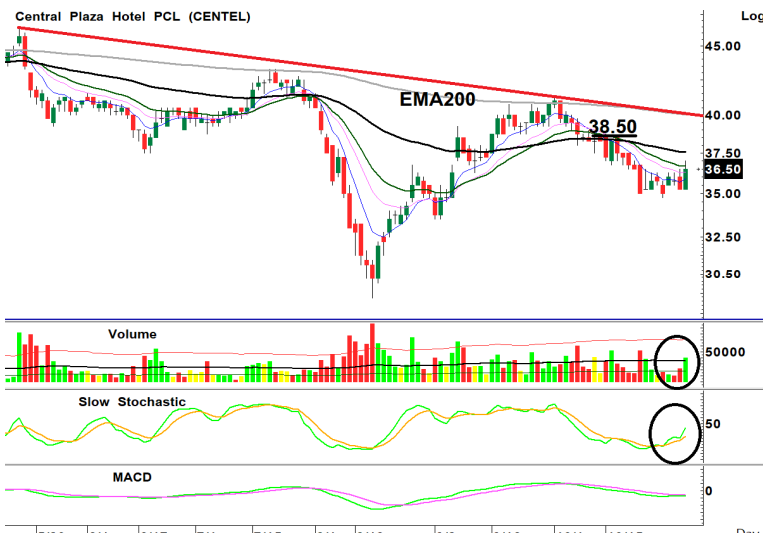 Central Plaza Hotel PCL (CENTEL)
Log
45.00
EMA200
40.00
38.50
37.50
36.50
35.00
32.50
30.50
Volume
50000
Slow Stochastic
50
MACD
0